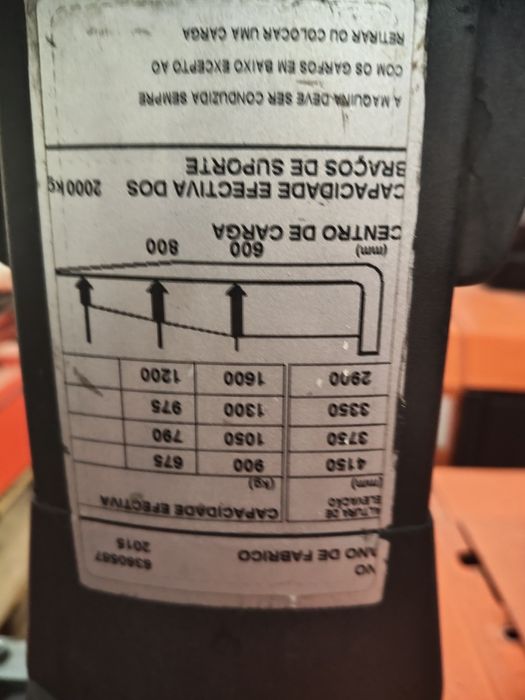 NO 6360587
ANO DE FABRICO 2015
ALTURA DE CAPACIDADE EFECTIVA
ELEVAÇÃO
(mm) (kg)
4150 900 675
3750 1050 790
3350 1300 975
2900 1600 1200
(mm) 600 800
CENTRO DE CARGA
CAPACIDADE EFECTIVA DOS 2000 kg
BRAÇOS DE SUPORTE
A MAQUINA DEVE SER CONDUZIDA SEMPRE
COM OS GARFOS EM BAIXO EXCEPTO AO
RETIRAR OU COLOCAR UMA CARGA